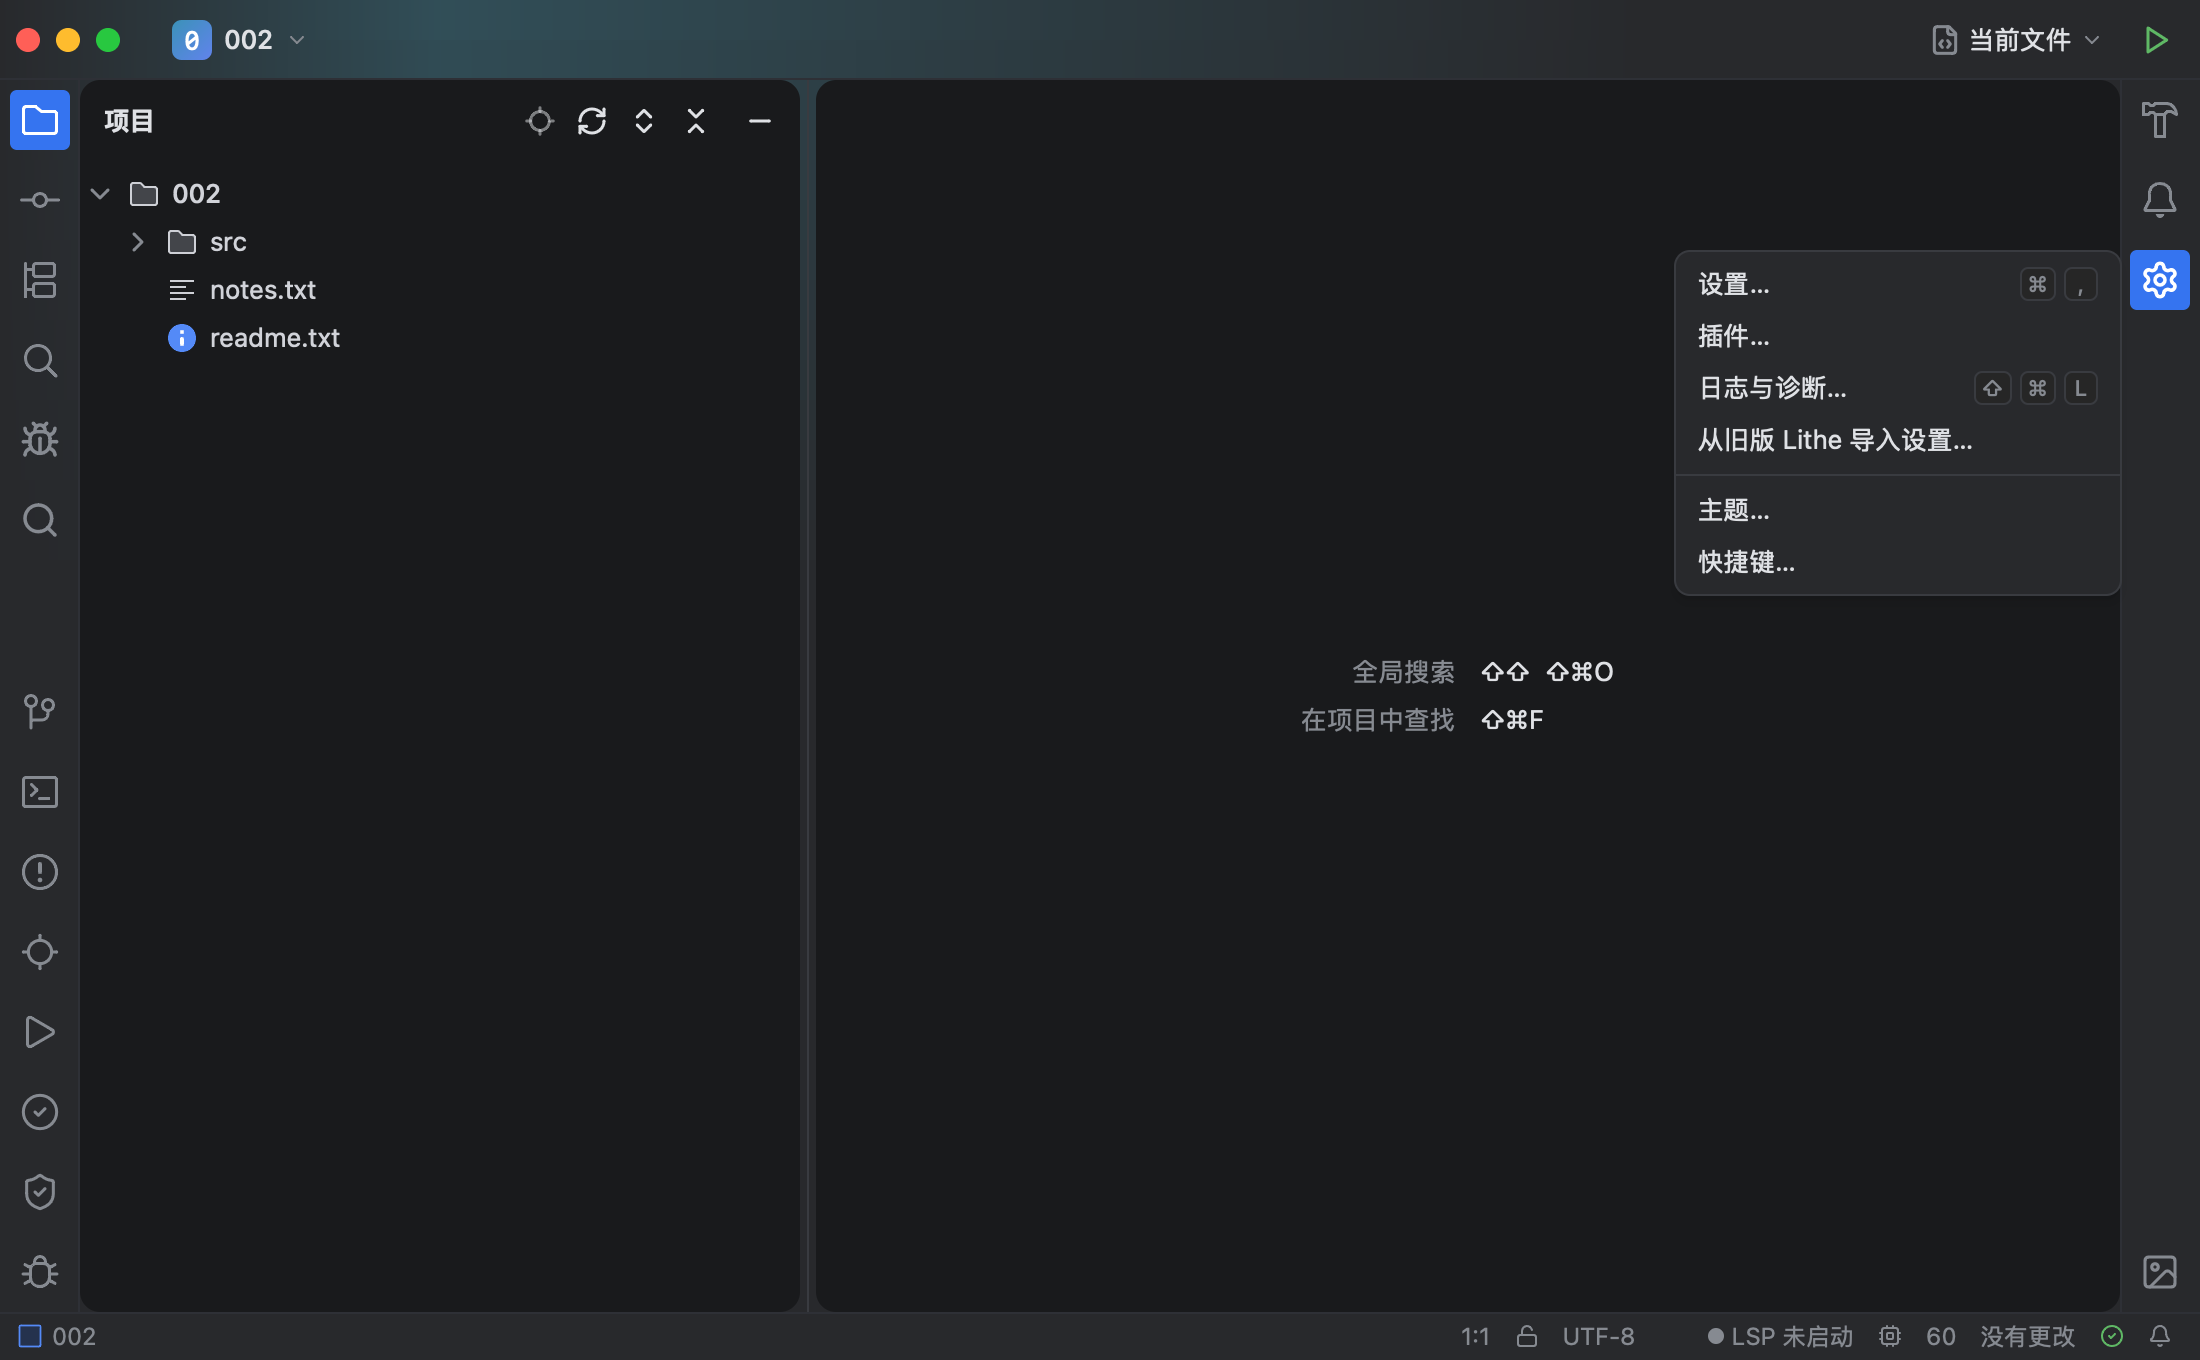 0 002
当前文件
项目
002
src
notes.txt
readme.txt
设置... ⌘ ,
插件...
日志与诊断... ⇧ ⌘ L
从旧版 Lithe 导入设置...
主题...
快捷键...
全局搜索 ⇧⇧ ⇧⌘O
在项目中查找 ⇧⌘F
002
1:1 UTF-8 LSP 未启动 60 没有更改